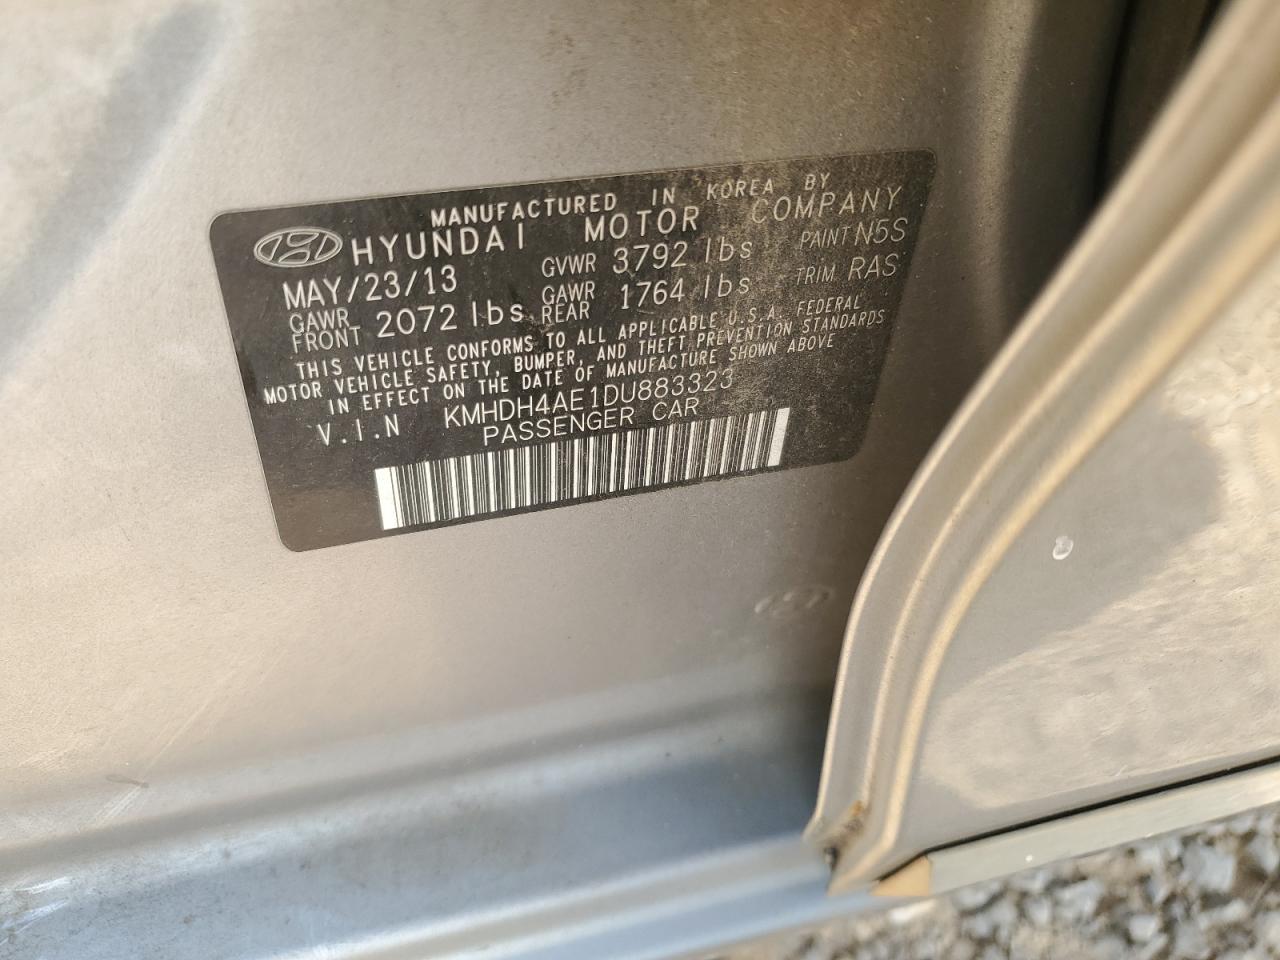 MANUFACTURED IN KOREA BY
HYUNDAI MOTOR COMPANY
MAY/23/13 GVWR 3792 lbs PAINT N5S
GAWR FRONT 2072 lbs GAWR REAR 1764 lbs TRIM RAS
THIS VEHICLE CONFORMS TO ALL APPLICABLE U.S.A. FEDERAL
MOTOR VEHICLE SAFETY, BUMPER, AND THEFT PREVENTION STANDARDS
IN EFFECT ON THE DATE OF MANUFACTURE SHOWN ABOVE
V.I.N KMHDH4AE1DU883323
PASSENGER CAR